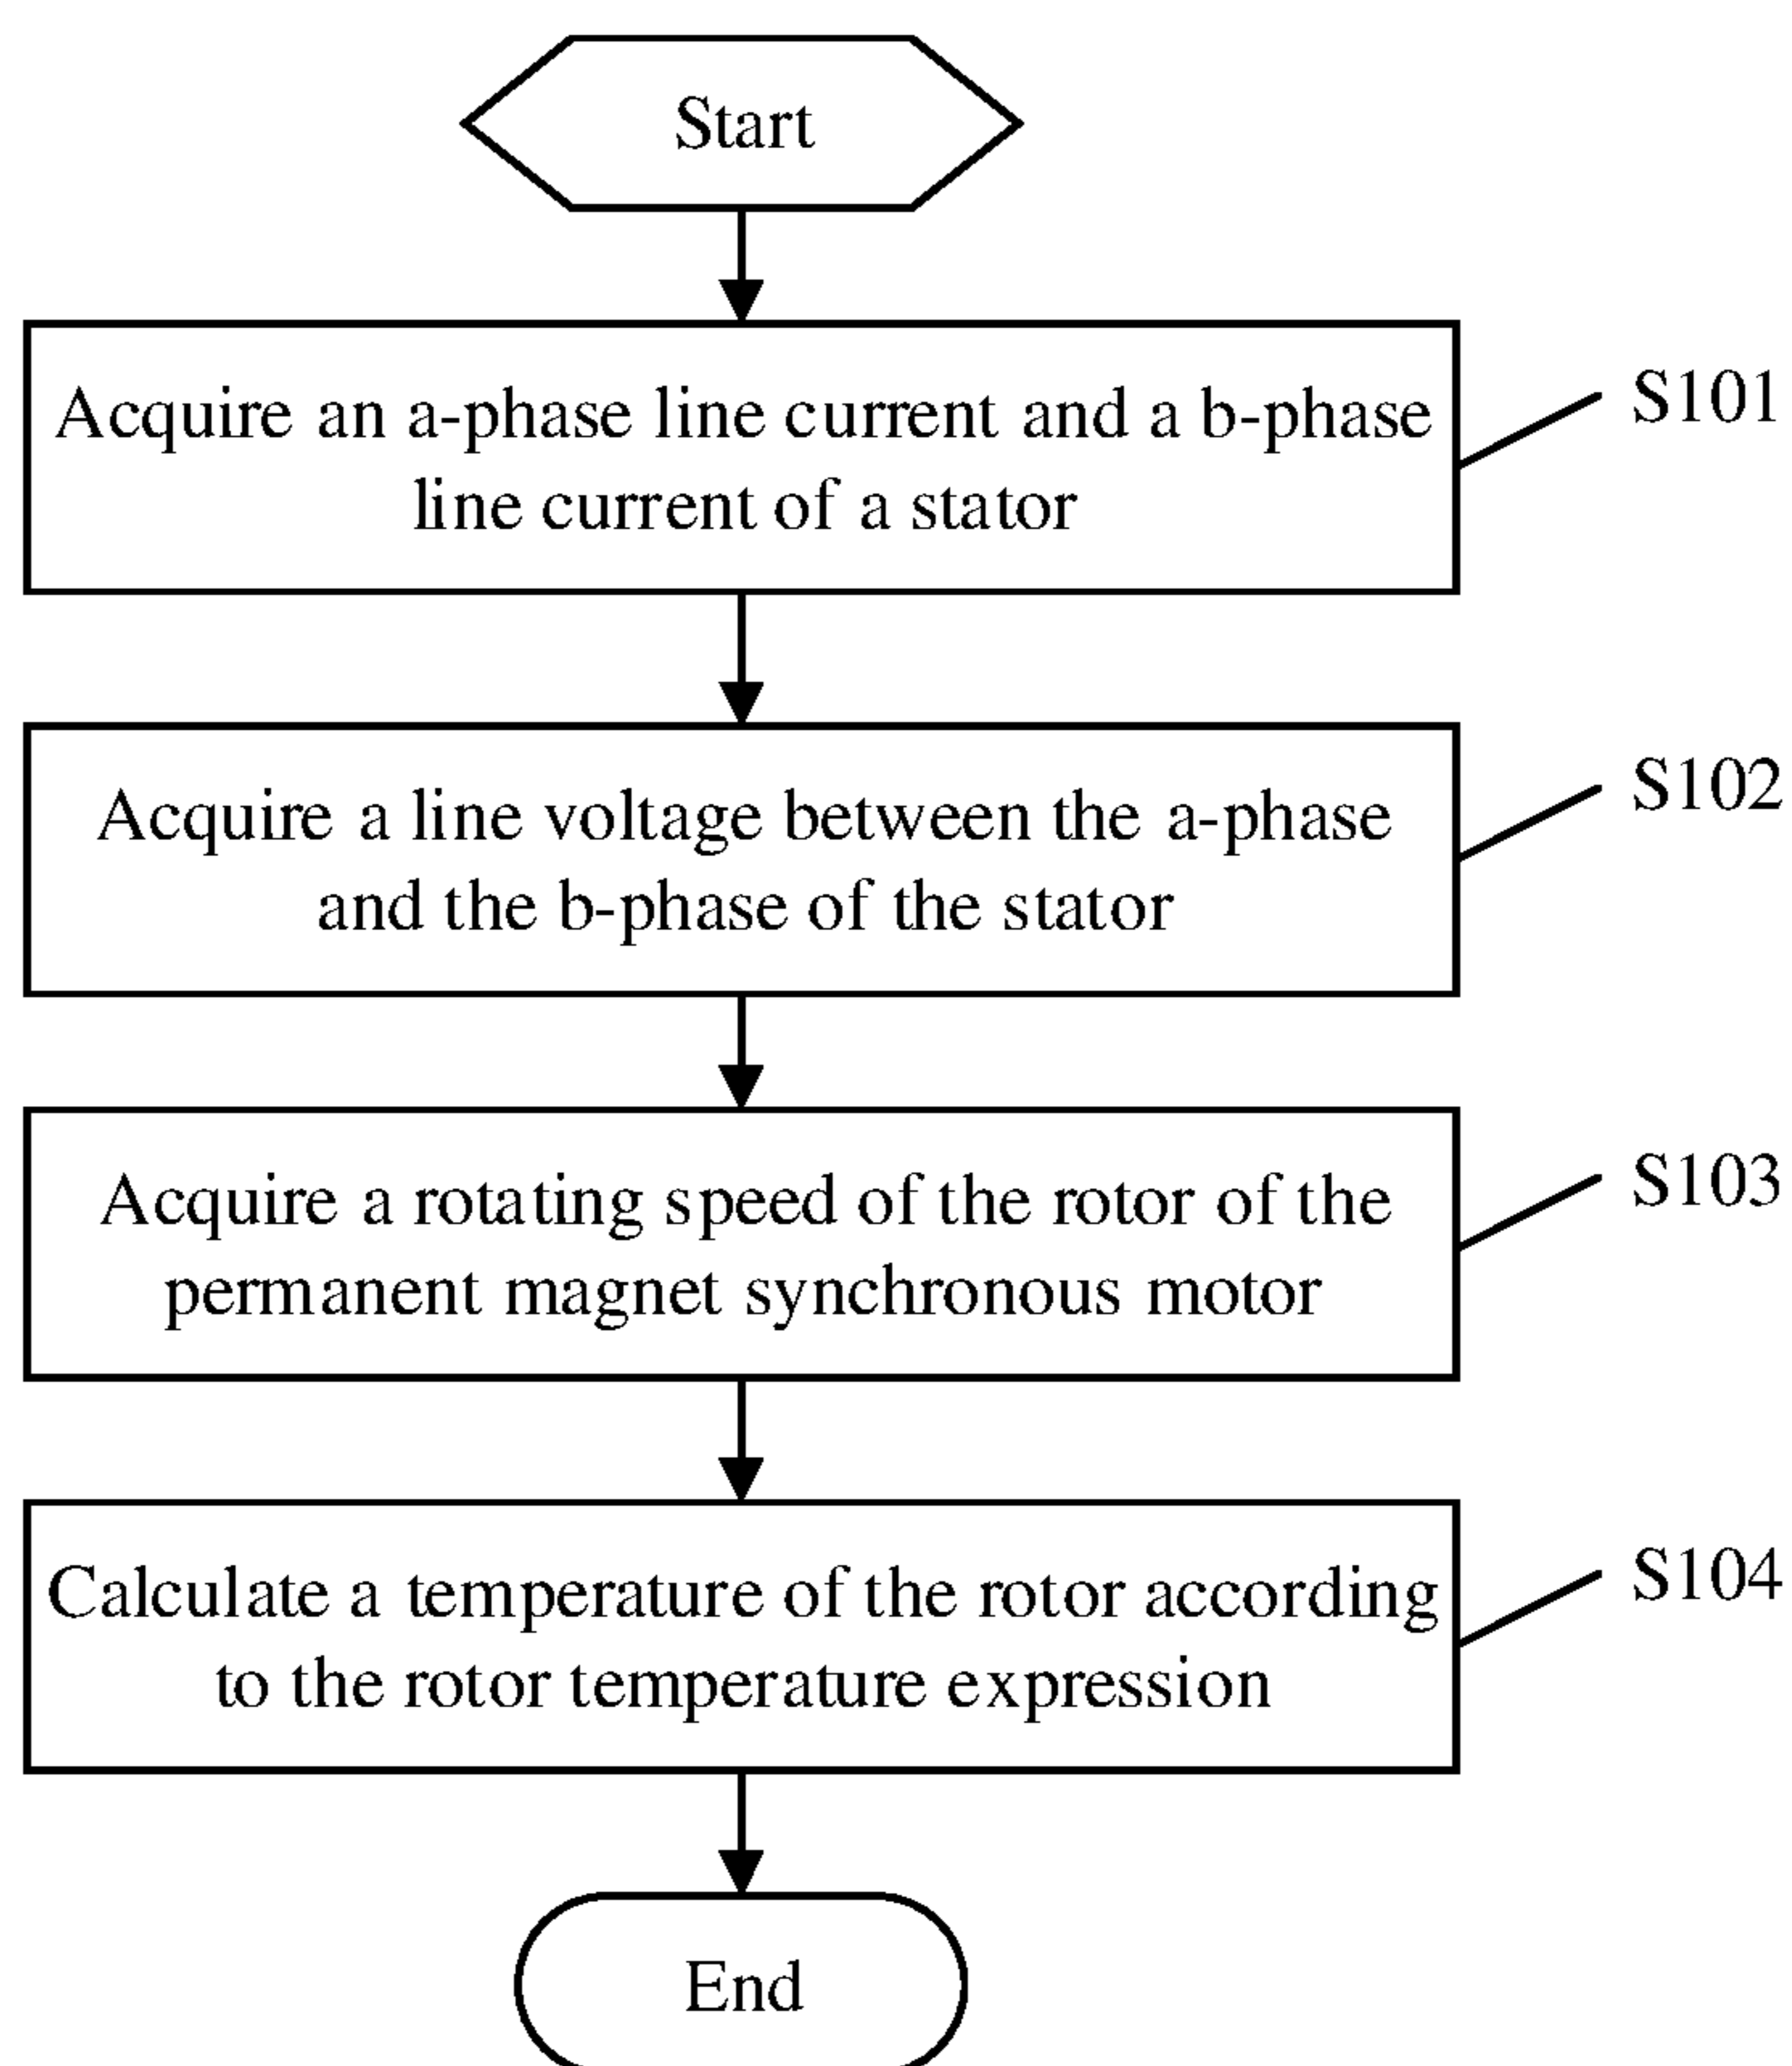 Start
Acquire an a-phase line current and a b-phase
line current of a stator
S101
Acquire a line voltage between the a-phase
and the b-phase of the stator
S102
Acquire a rotating speed of the rotor of the
permanent magnet synchronous motor
S103
Calculate a temperature of the rotor according
to the rotor temperature expression
S104
End